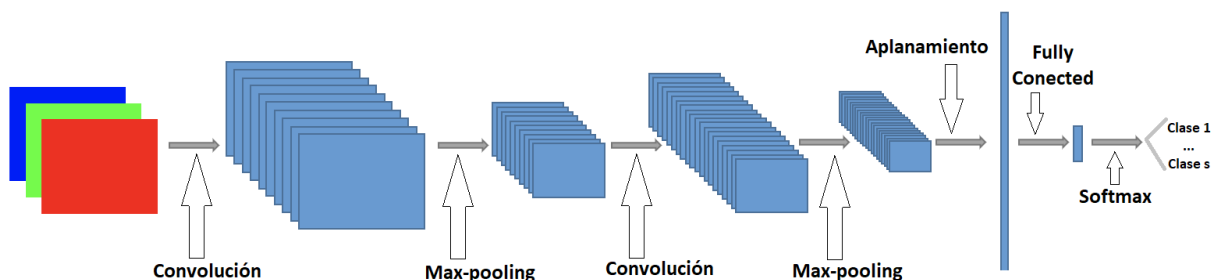 Convolución
Max-pooling
Convolución
Max-pooling
Aplanamiento
Fully
Conected
Softmax
Clase 1
...
Clase s